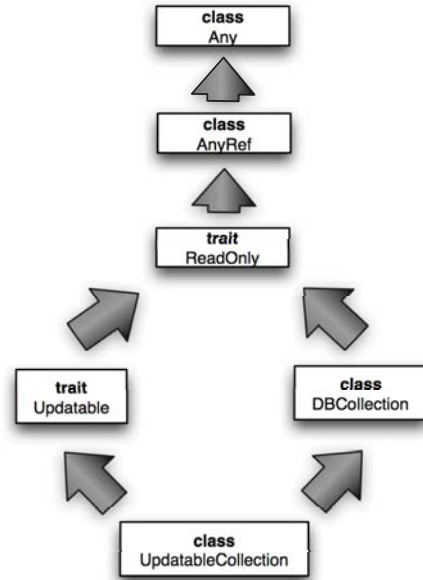 class
Any
class
AnyRef
trait
ReadOnly
trait
Updatable
class
DBCollection
class
UpdatableCollection